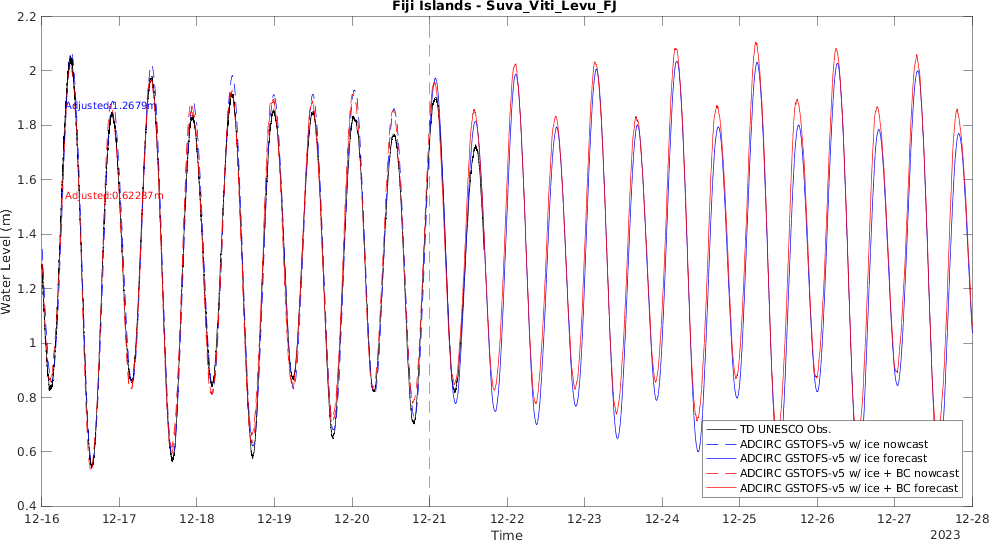 Fiji Islands - Suva_Viti_Levu_FJ
Water Level (m)
2.2
2
1.8
1.6
1.4
1.2
1
0.8
0.6
0.4
Adjusted:1.2679m
Adjusted:0.62287m
TD UNESCO Obs.
ADCIRC GSTOFS-v5 w/ ice nowcast
ADCIRC GSTOFS-v5 w/ ice forecast
ADCIRC GSTOFS-v5 w/ ice + BC nowcast
ADCIRC GSTOFS-v5 w/ ice + BC forecast
12-16 12-17 12-18 12-19 12-20 12-21 12-22 12-23 12-24 12-25 12-26 12-27 12-28
Time
2023